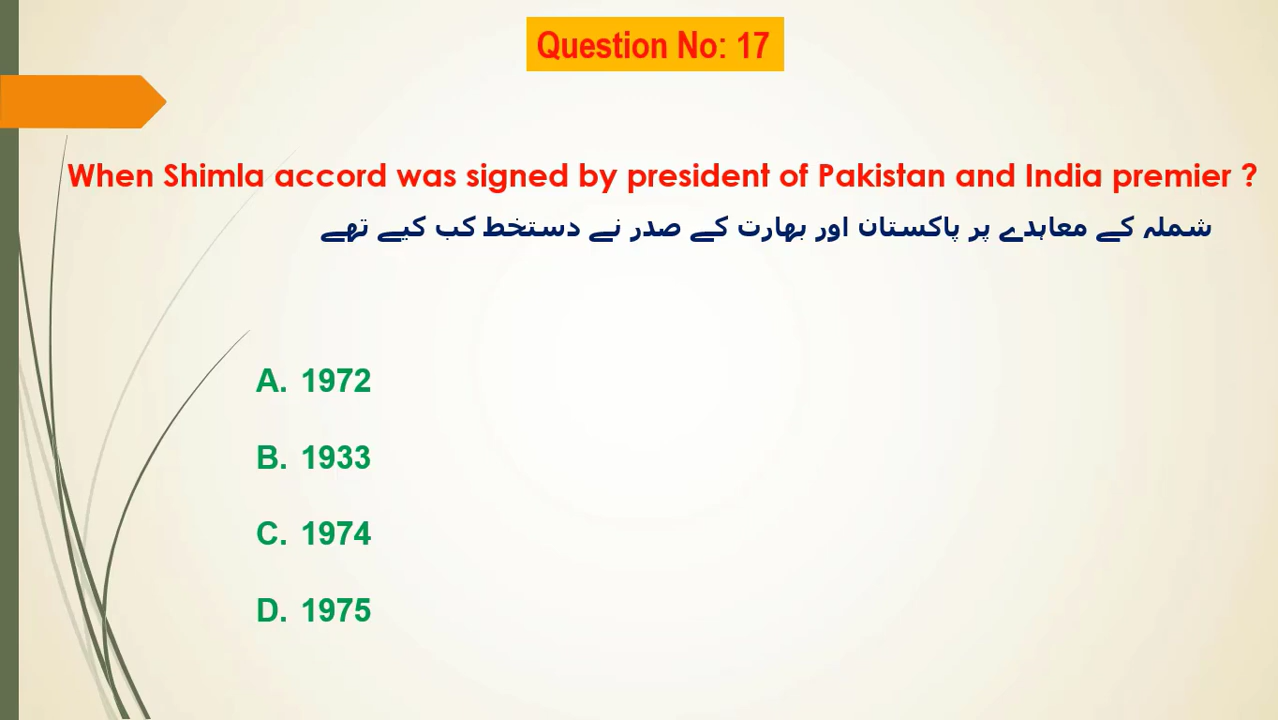 Question No: 17
When Shimla accord was signed by president of Pakistan and India premier ?
شملہ کے معاہدے پر پاکستان اور بھارت کے صدر نے دستخط کب کیے تھے
A. 1972
B. 1933
C. 1974
D. 1975